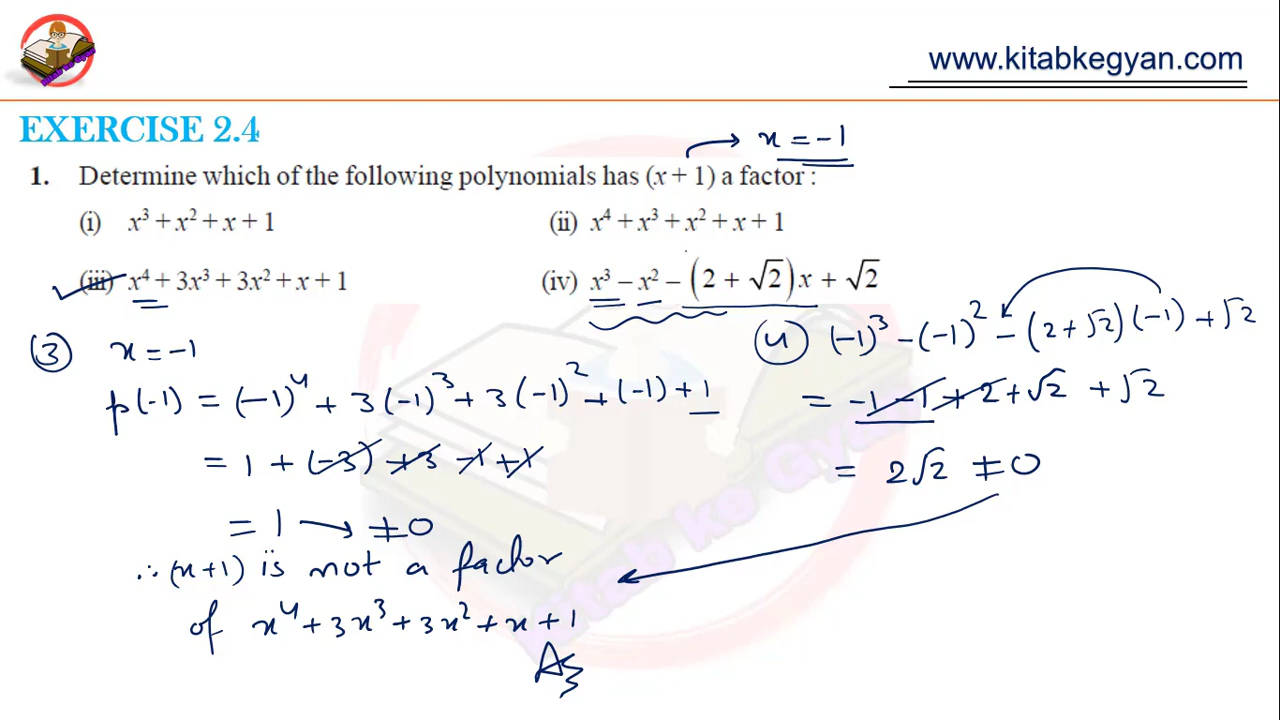 www.kitabkegyan.com
EXERCISE 2.4
x = -1
1. Determine which of the following polynomials has (x + 1) a factor :
(i) x³ + x² + x + 1 (ii) x⁴ + x³ + x² + x + 1
(iii) x⁴ + 3x³ + 3x² + x + 1 (iv) x³ – x² – (2 + √2)x + √2
③ x = -1
p(-1) = (-1)⁴ + 3(-1)³ + 3(-1)² + (-1) + 1
= 1 + (-3) + 3 - 1 + 1
= 1 → ≠ 0
∴ (x+1) is not a factor
of x⁴ + 3x³ + 3x² + x + 1
Ans
④ (-1)³ - (-1)² - (2+√2)(-1) + √2
= -1 - 1 + 2 + √2 + √2
= 2√2 ≠ 0
Kitab ko Gyan